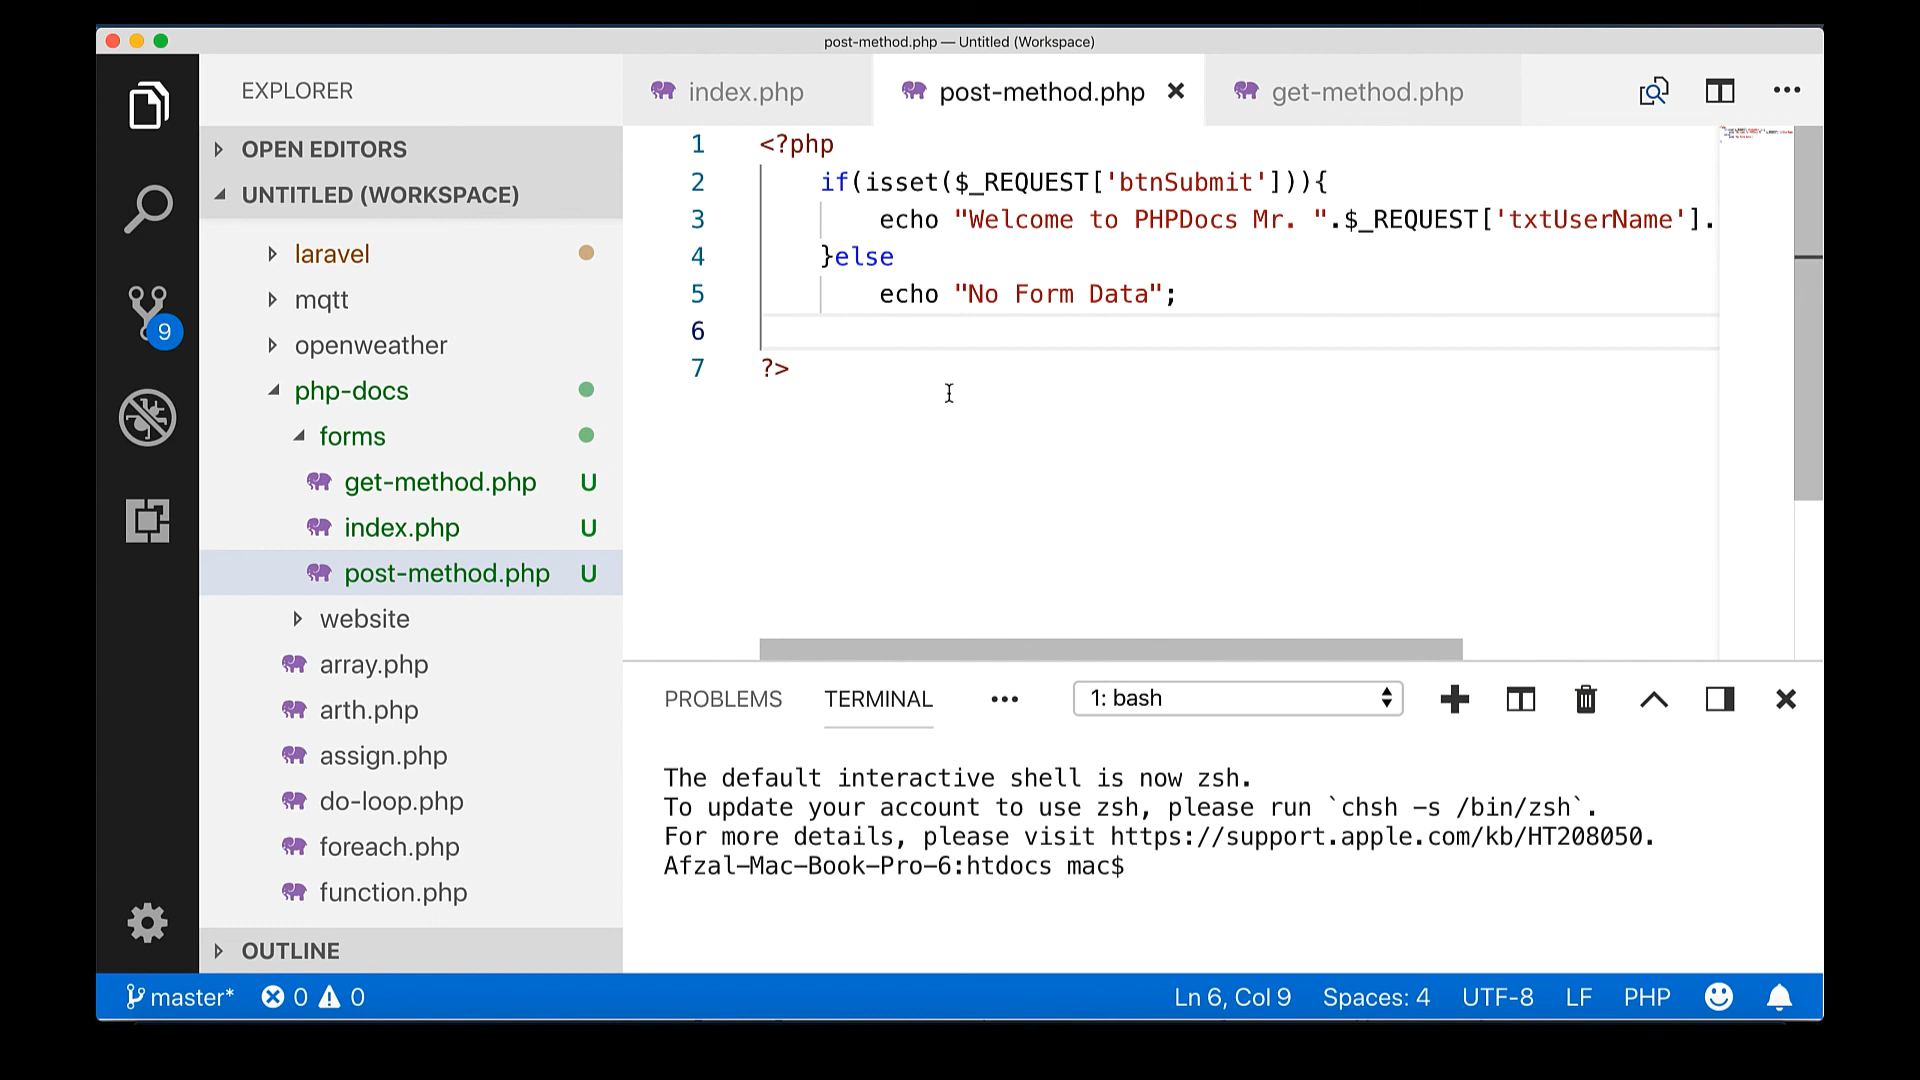 post-method.php — Untitled (Workspace)
EXPLORER
OPEN EDITORS
UNTITLED (WORKSPACE)
laravel
mqtt
openweather
php-docs
forms
get-method.php U
index.php U
post-method.php U
website
array.php
arth.php
assign.php
do-loop.php
foreach.php
function.php
OUTLINE
9
index.php
post-method.php
get-method.php
1 <?php
2 if(isset($_REQUEST['btnSubmit'])){
3 echo "Welcome to PHPDocs Mr. ".$_REQUEST['txtUserName'].
4 }else
5 echo "No Form Data";
6
7 ?>
PROBLEMS TERMINAL ••• 1: bash
The default interactive shell is now zsh.
To update your account to use zsh, please run `chsh -s /bin/zsh`.
For more details, please visit https://support.apple.com/kb/HT208050.
Afzal-Mac-Book-Pro-6:htdocs mac$
master* 0 0 Ln 6, Col 9 Spaces: 4 UTF-8 LF PHP